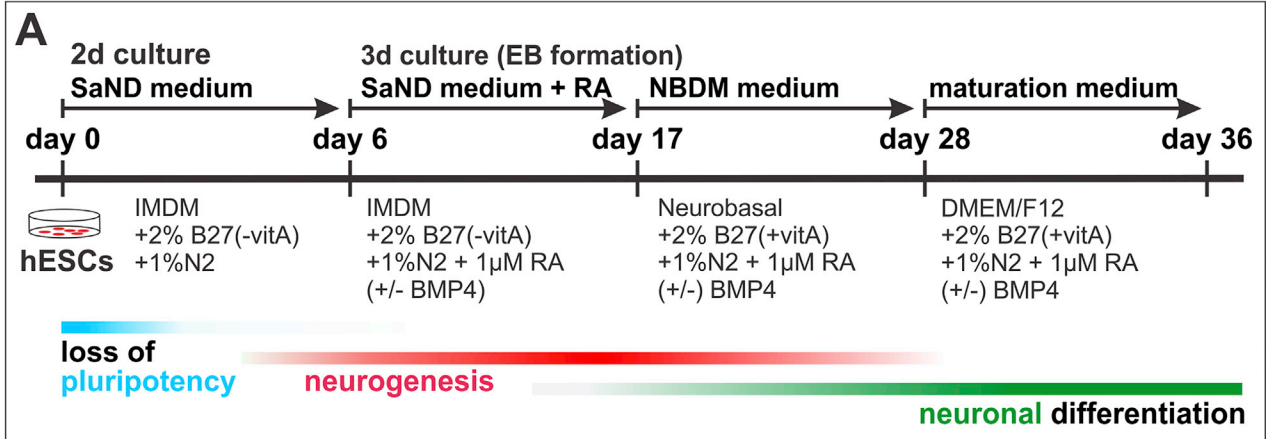 A
2d culture
SaND medium
3d culture (EB formation)
SaND medium + RA
NBDM medium
maturation medium
day 0
day 6
day 17
day 28
day 36
hESCs
IMDM
+2% B27(-vitA)
+1%N2
IMDM
+2% B27(-vitA)
+1%N2 + 1µM RA
(+/- BMP4)
Neurobasal
+2% B27(+vitA)
+1%N2 + 1µM RA
(+/-) BMP4
DMEM/F12
+2% B27(+vitA)
+1%N2 + 1µM RA
(+/-) BMP4
loss of
pluripotency
neurogenesis
neuronal differentiation